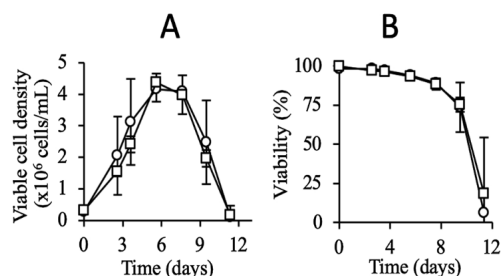 A
B
Viable cell density
(x10⁶ cells/mL)
5
4
3
2
1
0
0
3
6
9
12
Time (days)
Viability (%)
100
75
50
25
0
0
4
8
12
Time (days)